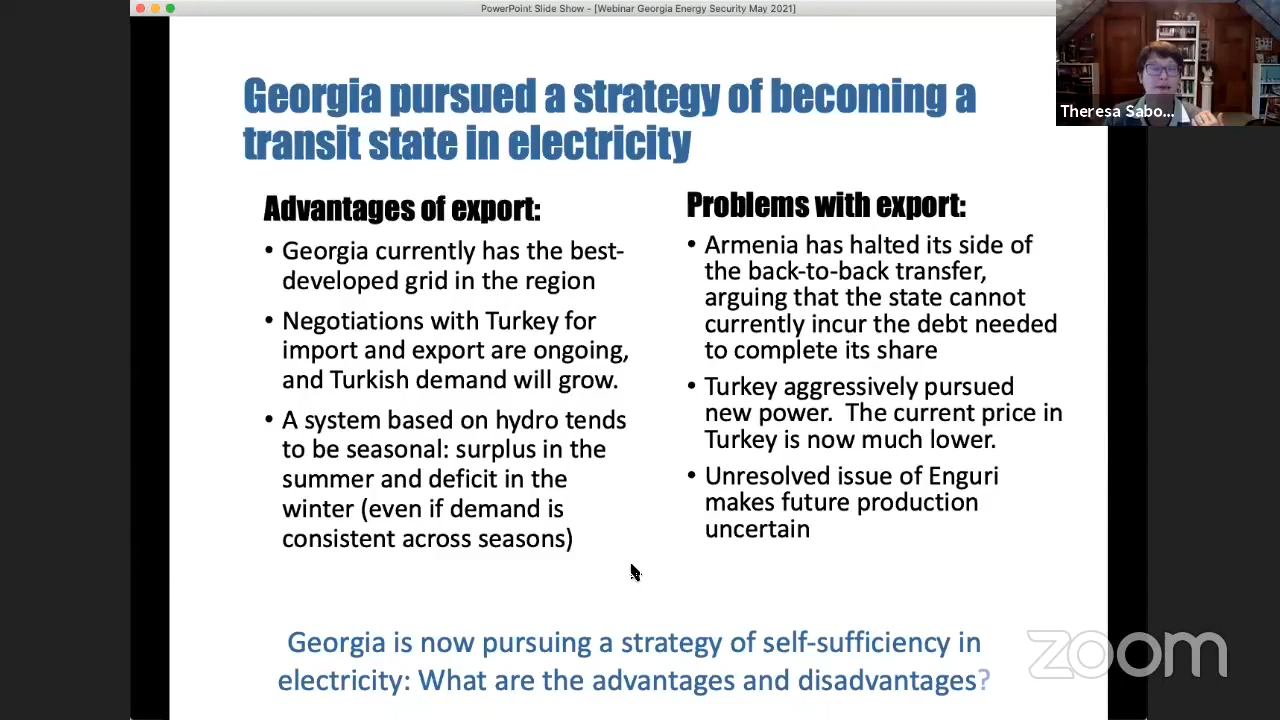 PowerPoint Slide Show - [Webinar Georgia Energy Security May 2021]
Georgia pursued a strategy of becoming a
transit state in electricity
Advantages of export:
• Georgia currently has the best-
developed grid in the region
• Negotiations with Turkey for
import and export are ongoing,
and Turkish demand will grow.
• A system based on hydro tends
to be seasonal: surplus in the
summer and deficit in the
winter (even if demand is
consistent across seasons)
Problems with export:
• Armenia has halted its side of
the back-to-back transfer,
arguing that the state cannot
currently incur the debt needed
to complete its share
• Turkey aggressively pursued
new power.  The current price in
Turkey is now much lower.
• Unresolved issue of Enguri
makes future production
uncertain
Georgia is now pursuing a strategy of self-sufficiency in
electricity: What are the advantages and disadvantages?
Theresa Sabo...
zoom